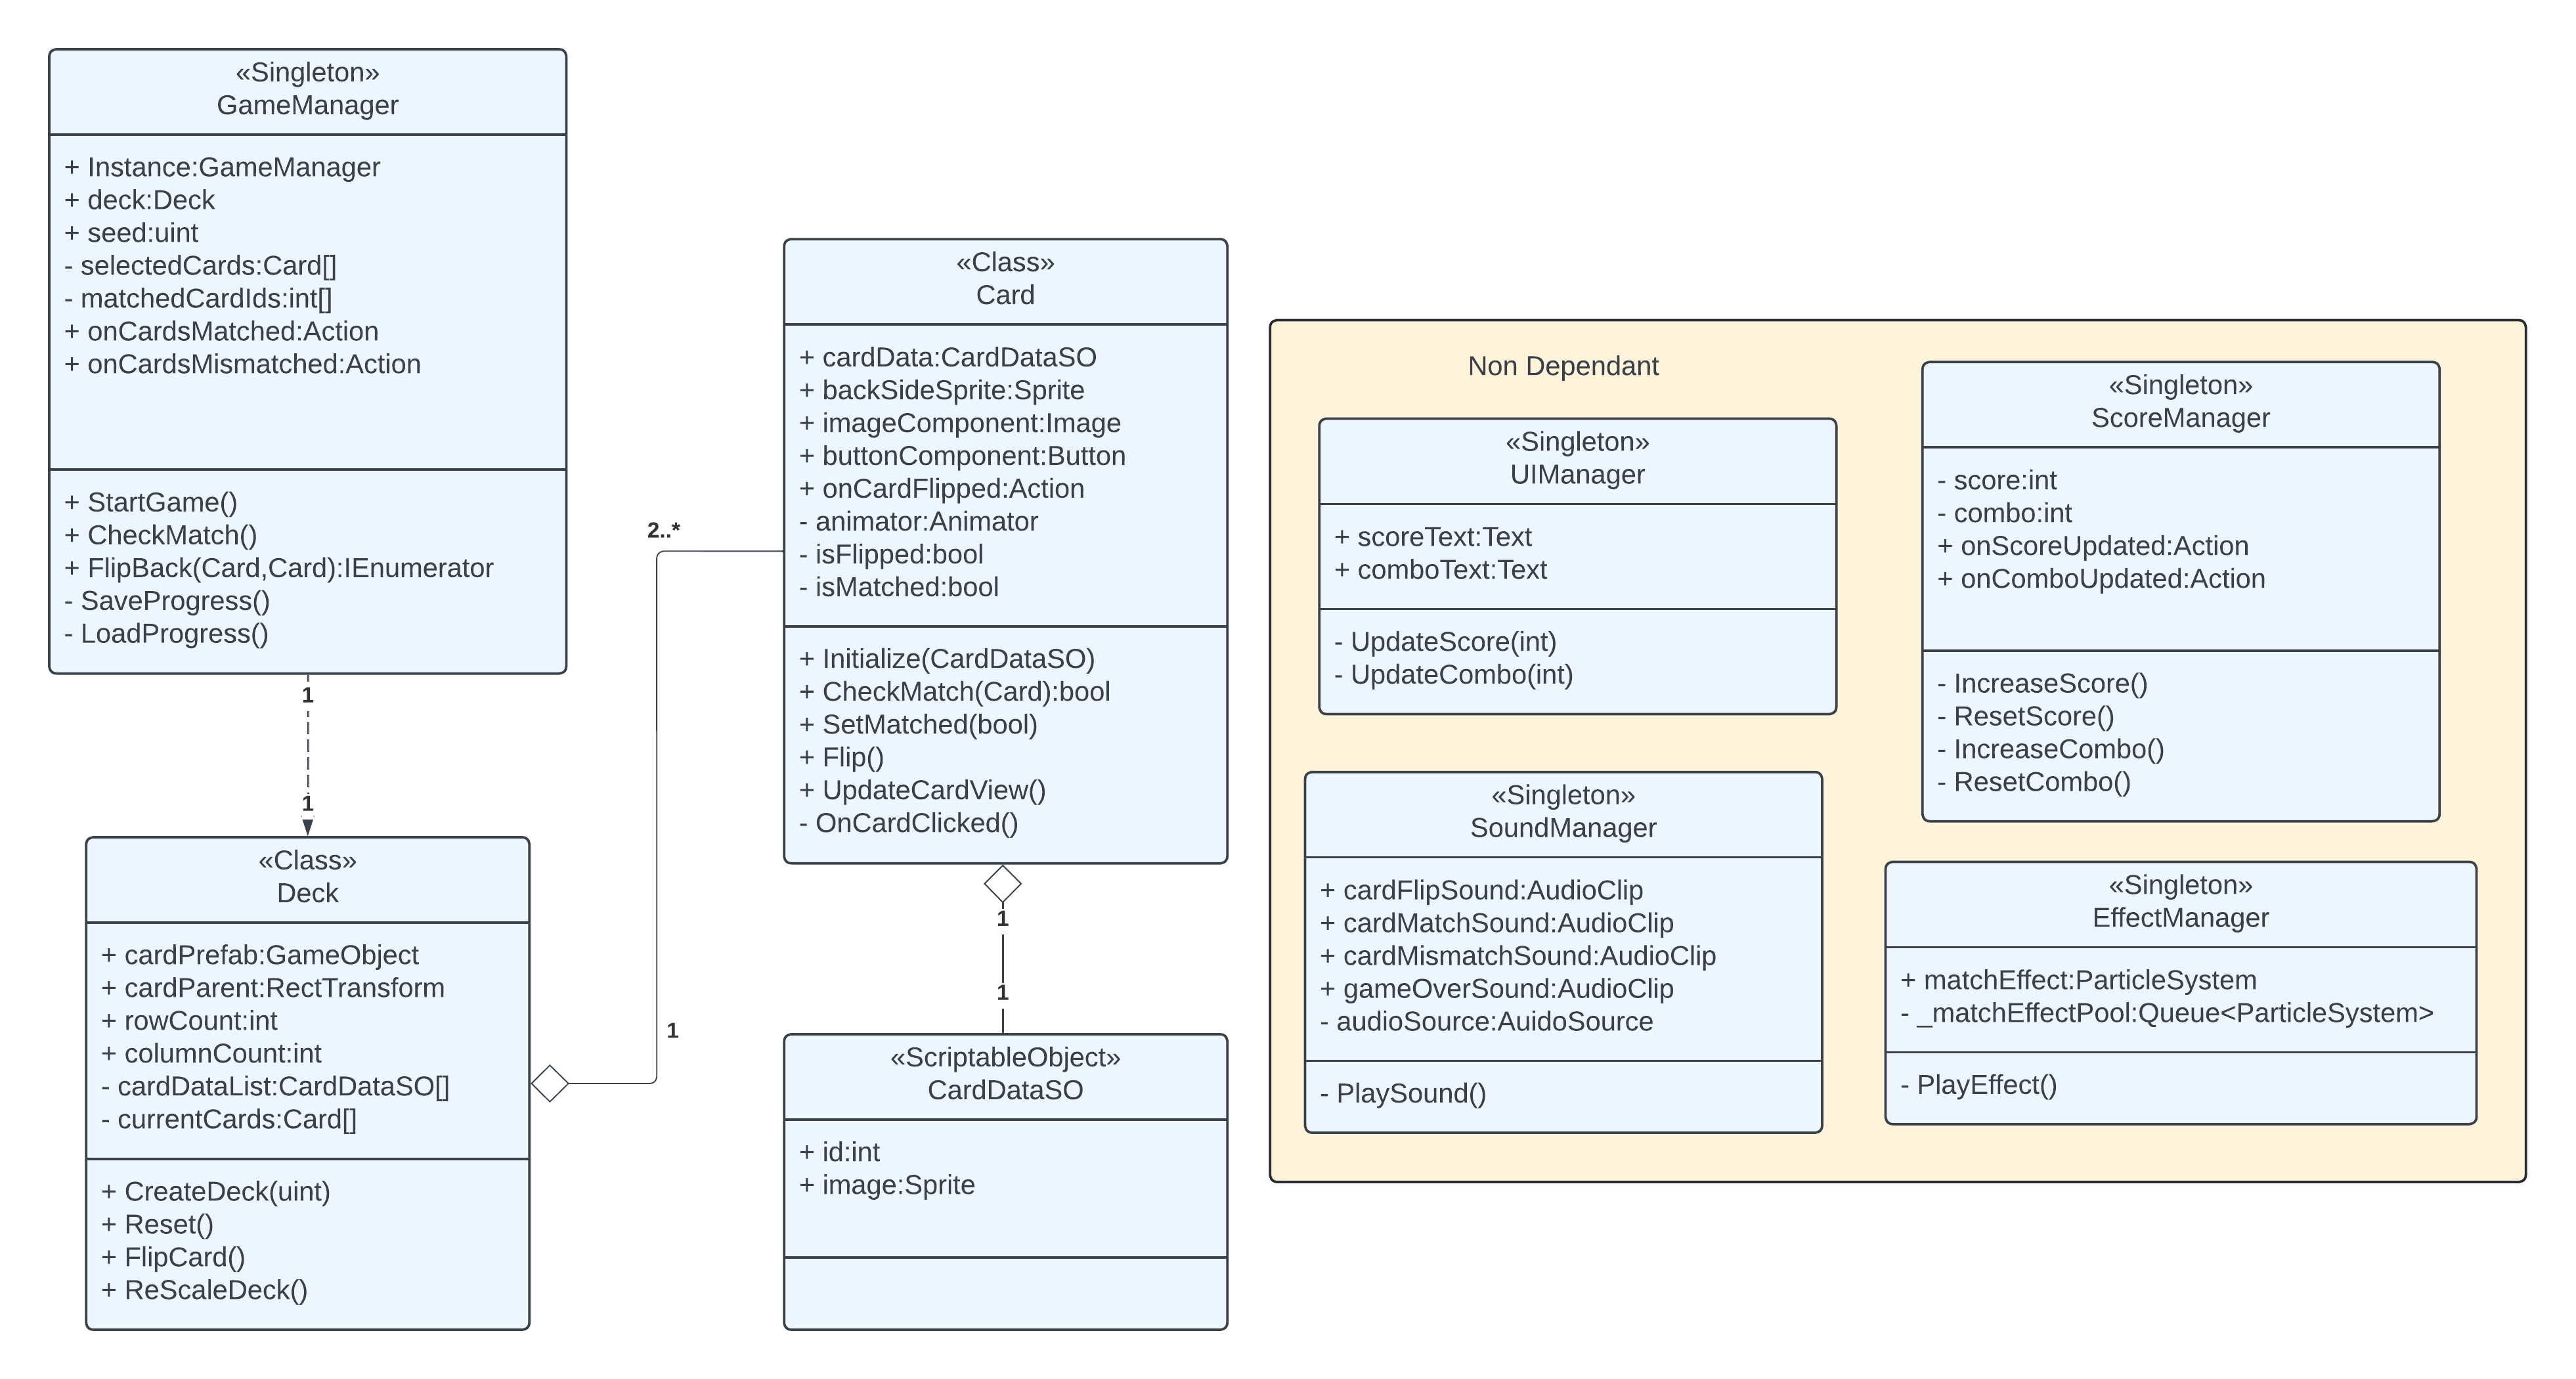 «Singleton»
GameManager
+ Instance:GameManager
+ deck:Deck
+ seed:uint
- selectedCards:Card[]
- matchedCardIds:int[]
+ onCardsMatched:Action
+ onCardsMismatched:Action
+ StartGame()
+ CheckMatch()
+ FlipBack(Card,Card):IEnumerator
- SaveProgress()
- LoadProgress()
1
1
«Class»
Deck
+ cardPrefab:GameObject
+ cardParent:RectTransform
+ rowCount:int
+ columnCount:int
- cardDataList:CardDataSO[]
- currentCards:Card[]
+ CreateDeck(uint)
+ Reset()
+ FlipCard()
+ ReScaleDeck()
2..*
1
«Class»
Card
+ cardData:CardDataSO
+ backSideSprite:Sprite
+ imageComponent:Image
+ buttonComponent:Button
+ onCardFlipped:Action
- animator:Animator
- isFlipped:bool
- isMatched:bool
+ Initialize(CardDataSO)
+ CheckMatch(Card):bool
+ SetMatched(bool)
+ Flip()
+ UpdateCardView()
- OnCardClicked()
1
1
«ScriptableObject»
CardDataSO
+ id:int
+ image:Sprite
Non Dependant
«Singleton»
UIManager
+ scoreText:Text
+ comboText:Text
- UpdateScore(int)
- UpdateCombo(int)
«Singleton»
SoundManager
+ cardFlipSound:AudioClip
+ cardMatchSound:AudioClip
+ cardMismatchSound:AudioClip
+ gameOverSound:AudioClip
- audioSource:AuidoSource
- PlaySound()
«Singleton»
ScoreManager
- score:int
- combo:int
+ onScoreUpdated:Action
+ onComboUpdated:Action
- IncreaseScore()
- ResetScore()
- IncreaseCombo()
- ResetCombo()
«Singleton»
EffectManager
+ matchEffect:ParticleSystem
- _matchEffectPool:Queue<ParticleSystem>
- PlayEffect()